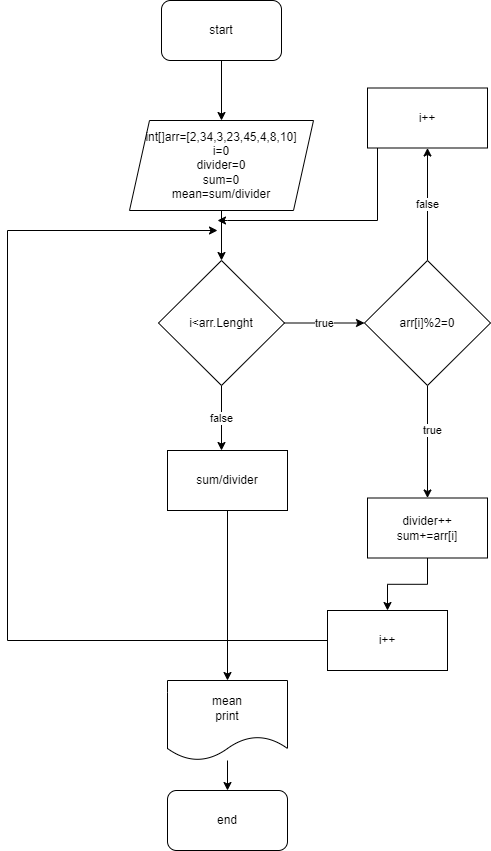 start
int[]arr=[2,34,3,23,45,4,8,10]
i=0
divider=0
sum=0
mean=sum/divider
i++
false
i<arr.Lenght
true
arr[i]%2=0
false
true
sum/divider
divider++
sum+=arr[i]
i++
mean
print
end